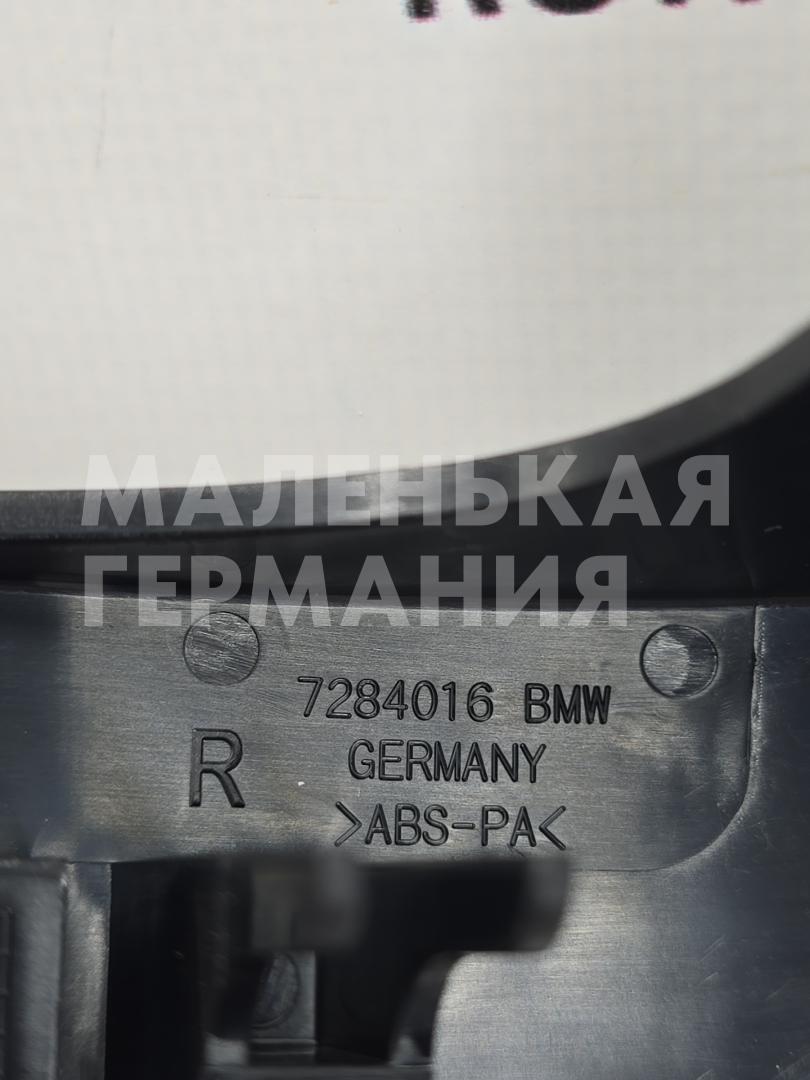 МАЛЕНЬКАЯ
ГЕРМАНИЯ
7284016 BMW
R
GERMANY
>ABS-PA<